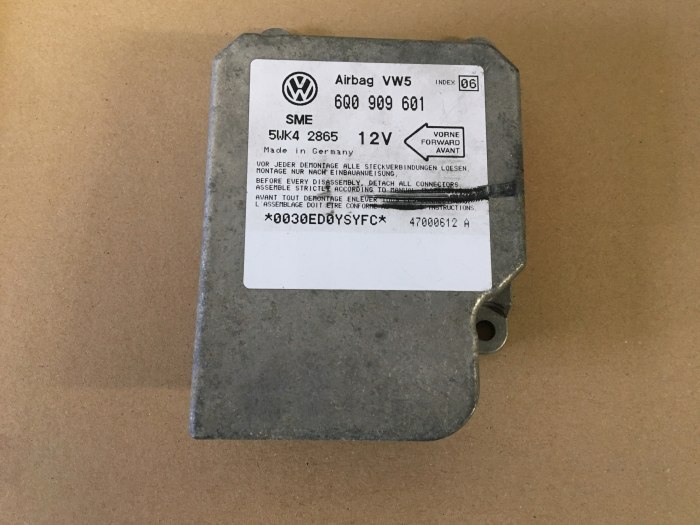 Airbag VW5 INDEX 06
6Q0 909 601
SME
5WK4 2865 12V
VORNE
FORWARD
AVANT
Made in Germany
VOR JEDER DEMONTAGE ALLE STECKVERBINDUNGEN LOESEN
MONTAGE NUR NACH EINBAUANWEISUNG.
BEFORE EVERY DISASSEMBLY, DETACH ALL CONNECTORS
ASSEMBLE STRICTLY ACCORDING TO MANUAL
AVANT TOUT DEMONTAGE ENLEVER
L'ASSEMBLAGE DOIT ETRE CONFORME INSTRUCTIONS.
*0030ED0YSYFC* 47000612 A